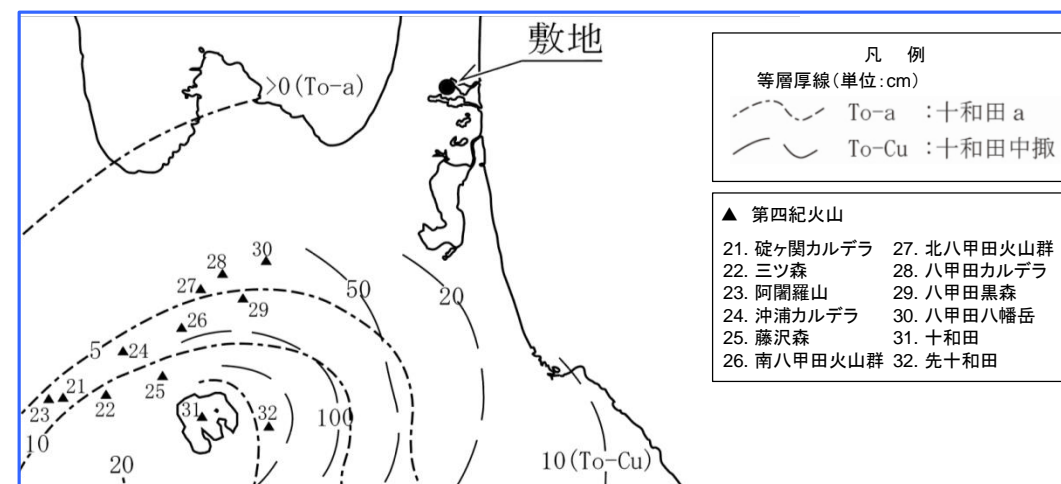 敷地
>0(To-a)
30
28
27
29
50
20
26
5
24
25
21
23
22
31
32
100
10
20
10(To-Cu)
凡 例
等層厚線(単位:cm)
To-a :十和田a
To-Cu :十和田中掫
▲ 第四紀火山
21. 碇ヶ関カルデラ 27. 北八甲田火山群
22. 三ツ森 28. 八甲田カルデラ
23. 阿闍羅山 29. 八甲田黒森
24. 沖浦カルデラ 30. 八甲田八幡岳
25. 藤沢森 31. 十和田
26. 南八甲田火山群 32. 先十和田